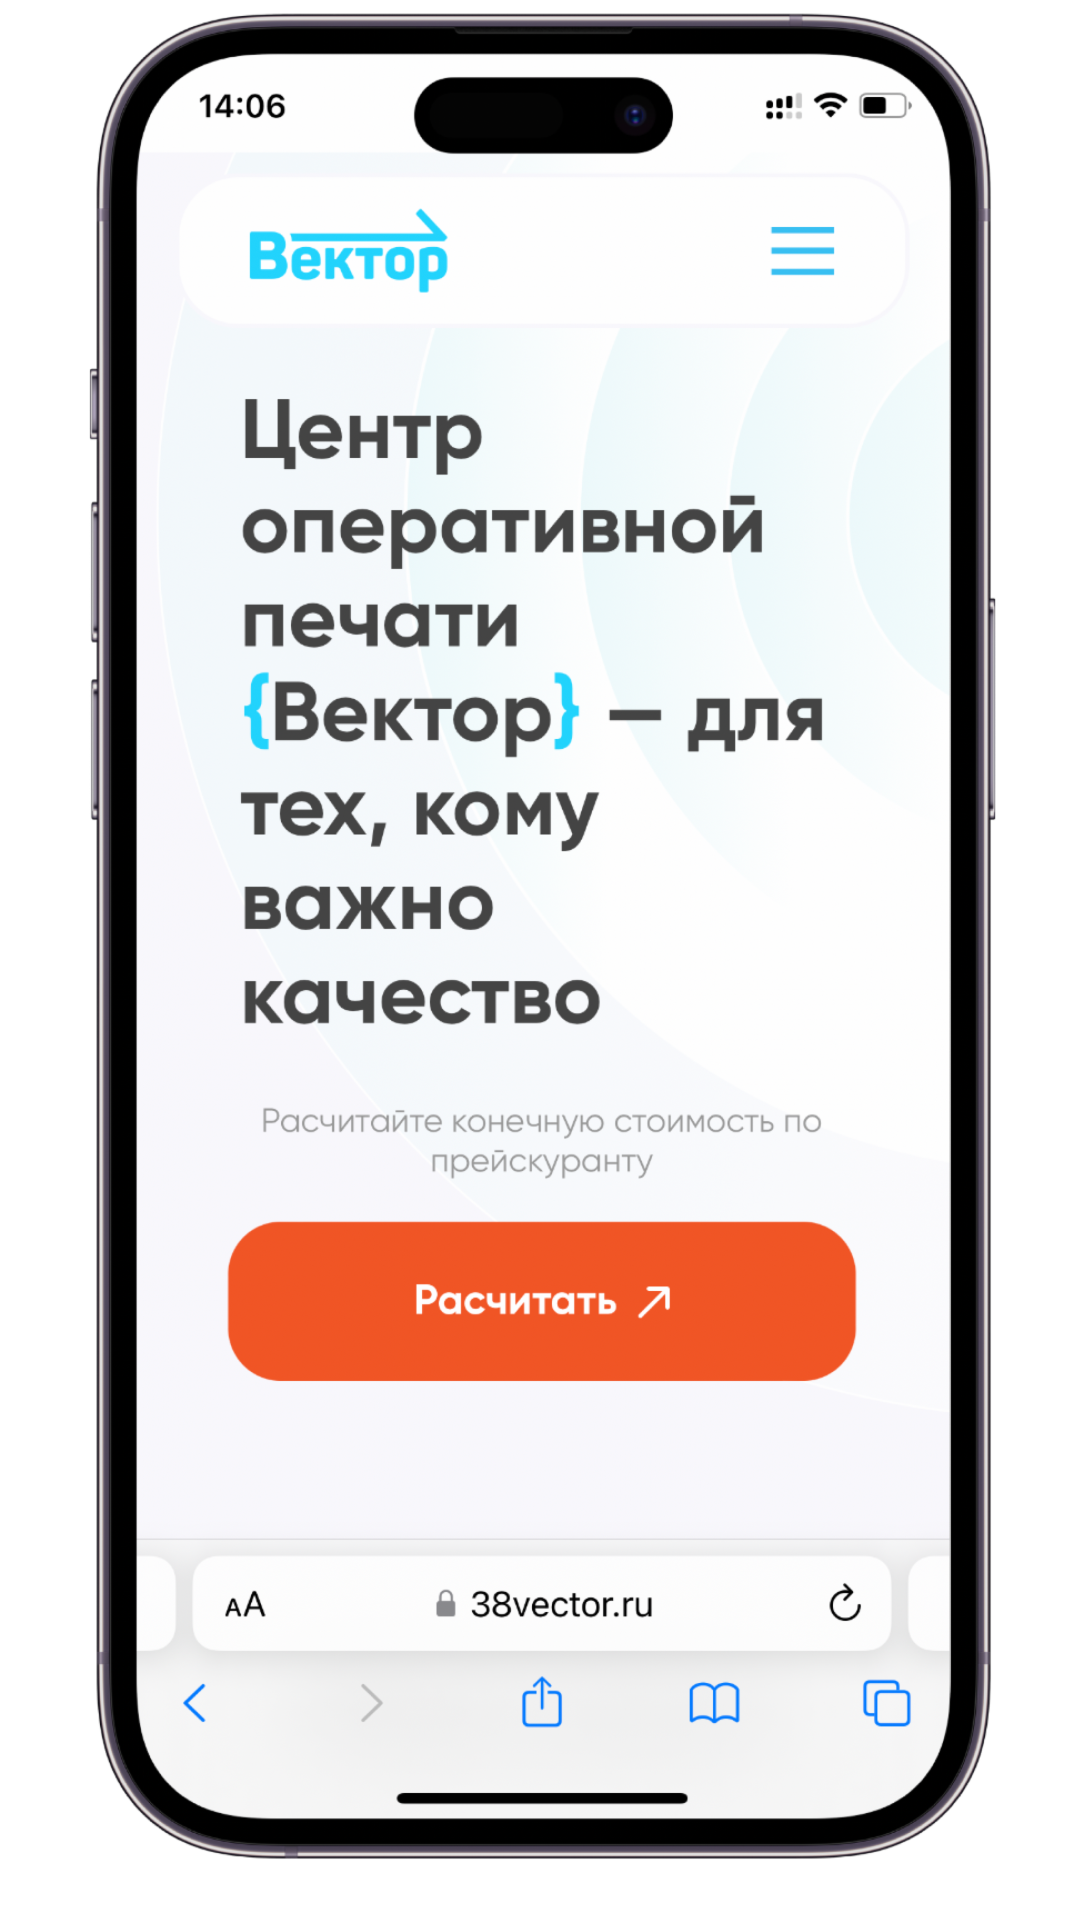 14:06
Вектор
Центр
оперативной
печати
{Вектор} — для
тех, кому
важно
качество
Расчитайте конечную стоимость по
прейскуранту
Расчитать ↗
AA 38vector.ru